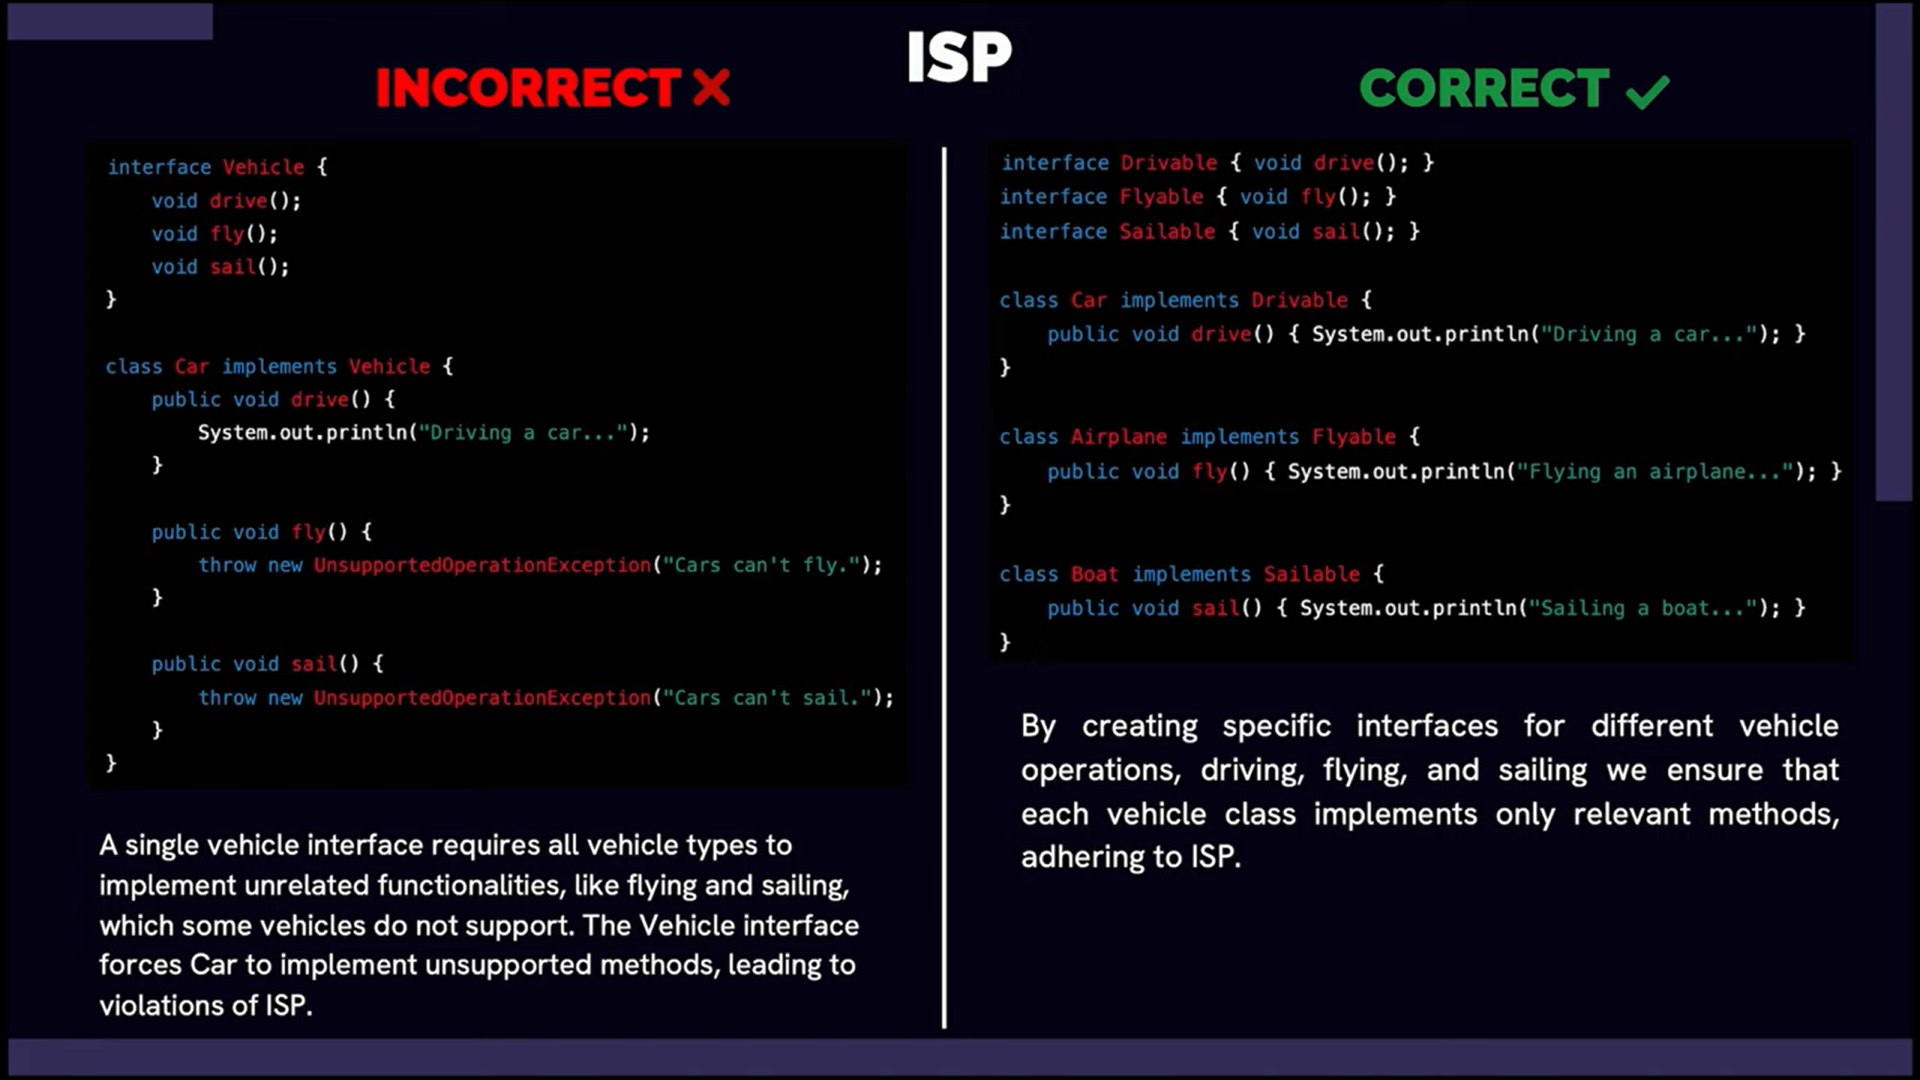 ISP
INCORRECT
interface Vehicle {
void drive();
void fly();
void sail();
}
class Car implements Vehicle {
public void drive() {
System.out.println("Driving a car...");
}
public void fly() {
throw new UnsupportedOperationException("Cars can't fly.");
}
public void sail() {
throw new UnsupportedOperationException("Cars can't sail.");
}
}
A single vehicle interface requires all vehicle types to
implement unrelated functionalities, like flying and sailing,
which some vehicles do not support. The Vehicle interface
forces Car to implement unsupported methods, leading to
violations of ISP.
CORRECT
interface Drivable { void drive(); }
interface Flyable { void fly(); }
interface Sailable { void sail(); }
class Car implements Drivable {
public void drive() { System.out.println("Driving a car..."); }
}
class Airplane implements Flyable {
public void fly() { System.out.println("Flying an airplane..."); }
}
class Boat implements Sailable {
public void sail() { System.out.println("Sailing a boat..."); }
}
By creating specific interfaces for different vehicle
operations, driving, flying, and sailing we ensure that
each vehicle class implements only relevant methods,
adhering to ISP.